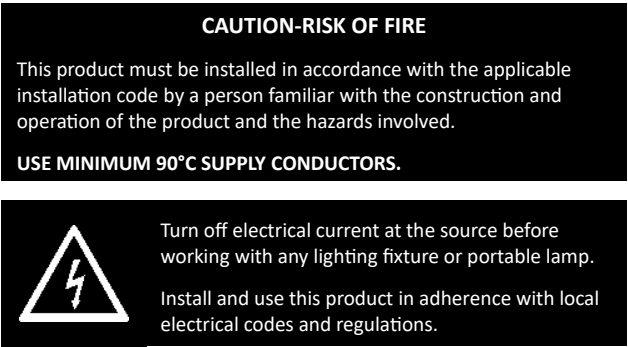 CAUTION-RISK OF FIRE
This product must be installed in accordance with the applicable
installation code by a person familiar with the construction and
operation of the product and the hazards involved.
USE MINIMUM 90°C SUPPLY CONDUCTORS.
Turn off electrical current at the source before
working with any lighting fixture or portable lamp.
Install and use this product in adherence with local
electrical codes and regulations.